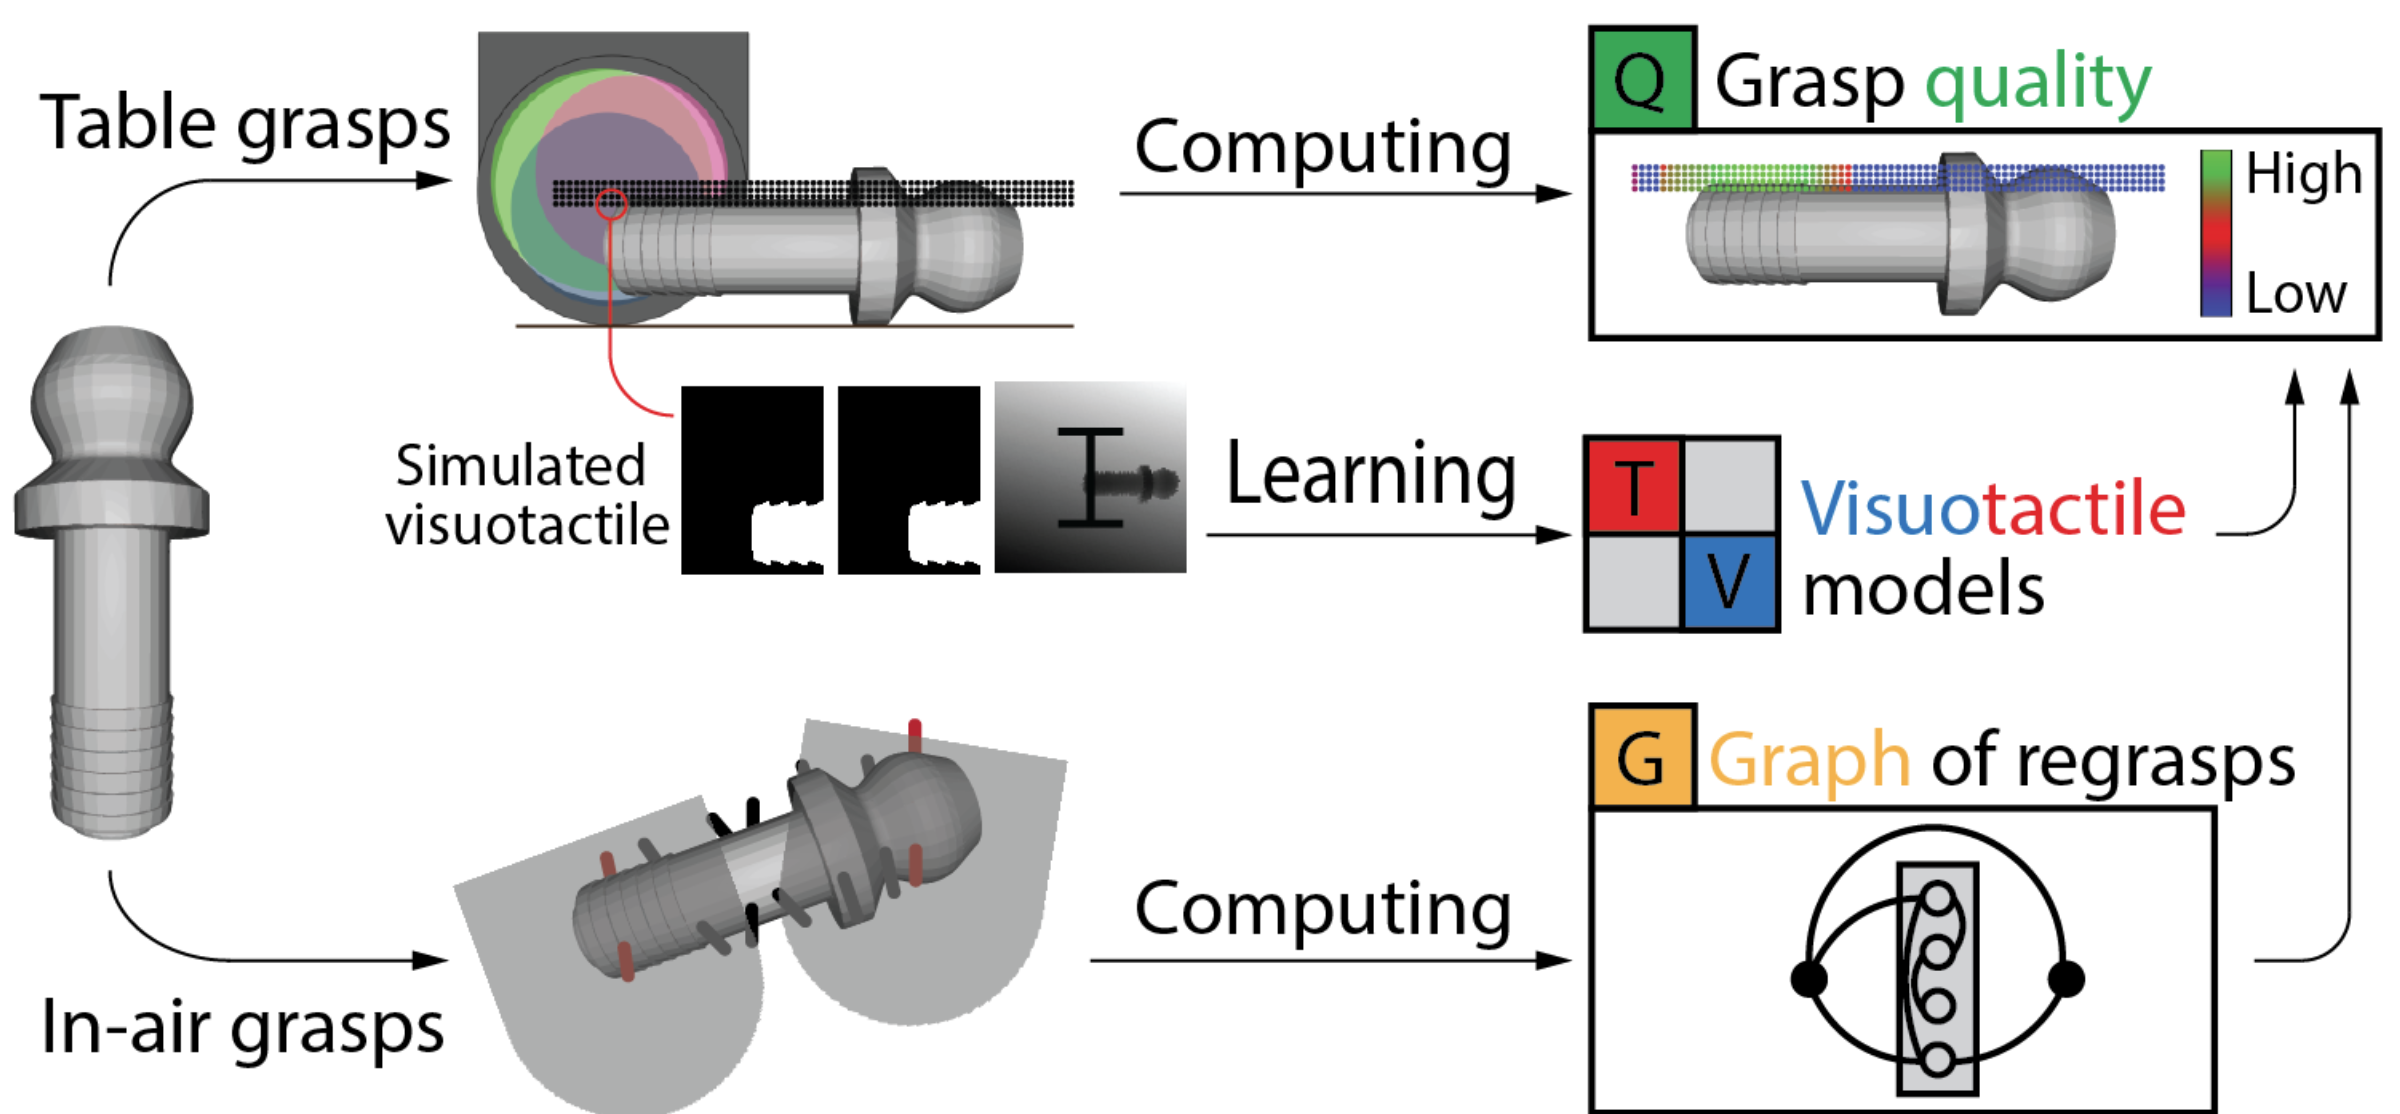 Table grasps
Computing
Q
Grasp quality
High
Low
Simulated
visuotactile
Learning
T
V
Visuotactile
models
In-air grasps
Computing
G
Graph of regrasps